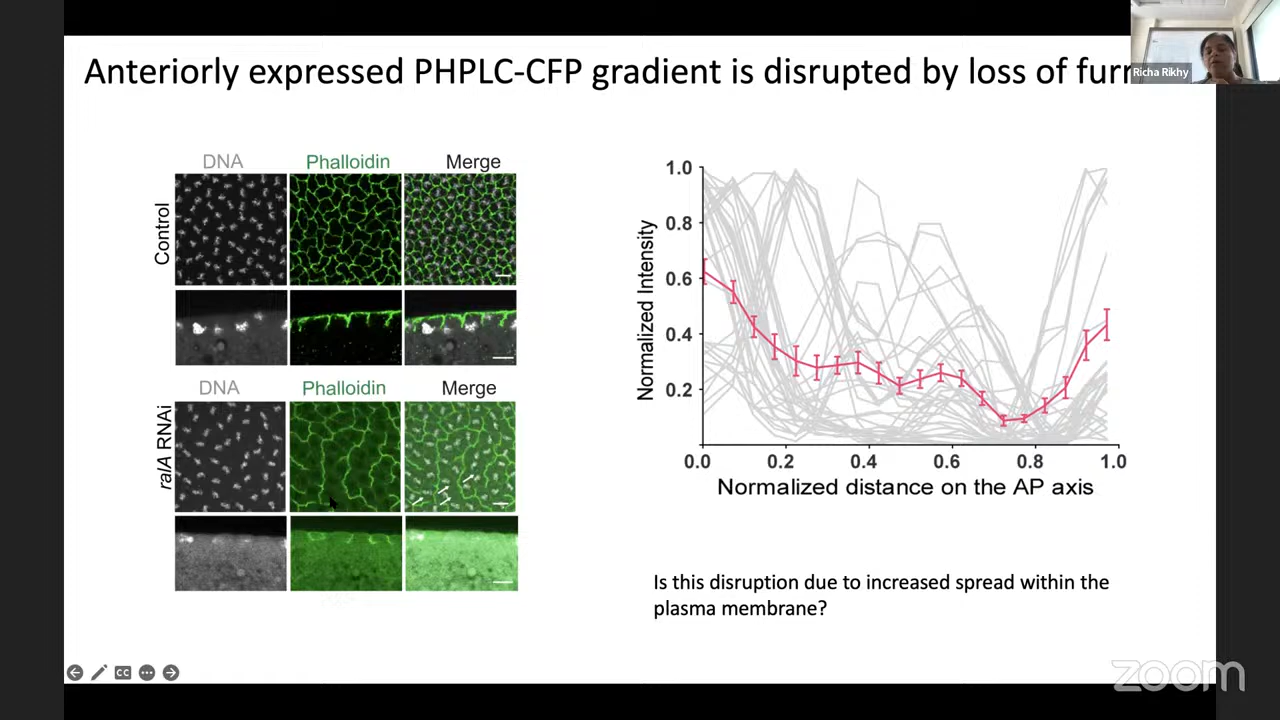 Anteriorly expressed PHPLC-CFP gradient is disrupted by loss of
Richa Rikhy
DNA Phalloidin Merge
Control
DNA Phalloidin Merge
ralA RNAi
Normalized Intensity
1.0
0.8
0.6
0.4
0.2
0.0 0.2 0.4 0.6 0.8 1.0
Normalized distance on the AP axis
Is this disruption due to increased spread within the
plasma membrane?
CC
zoom